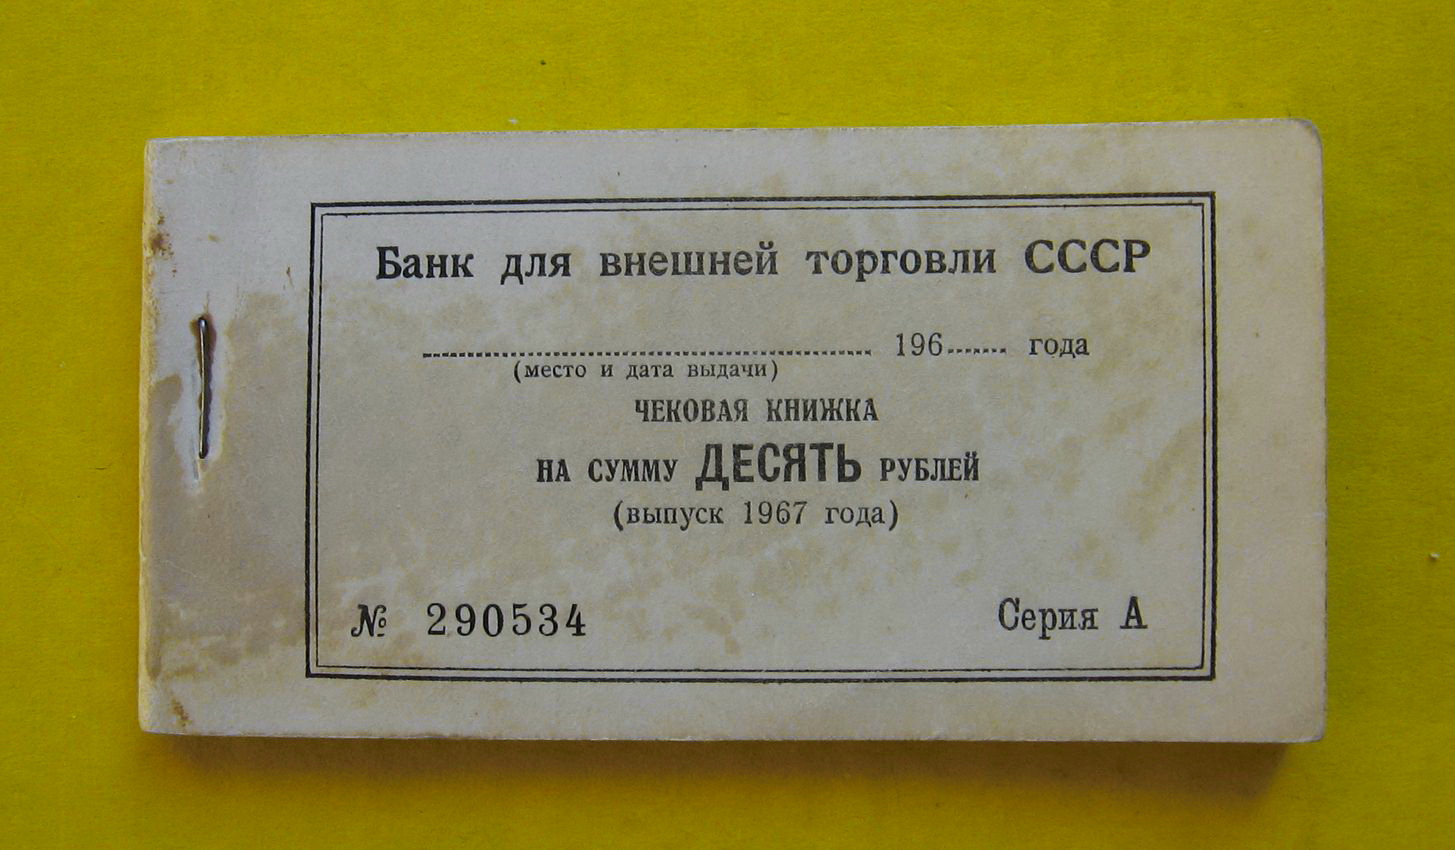 Банк для внешней торговли СССР
196 года
(место и дата выдачи)
ЧЕКОВАЯ КНИЖКА
НА СУММУ ДЕСЯТЬ РУБЛЕЙ
(выпуск 1967 года)
№ 290534 Серия А